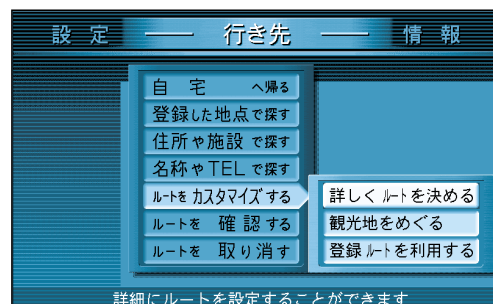 設定 行き先 情報
自宅へ帰る
登録した地点で探す
住所や施設で探す
名称やTELで探す
ルートをカスタマイズする
ルートを確認する
ルートを取り消す
詳しくルートを決める
観光地をめぐる
登録ルートを利用する
詳細にルートを設定することができます